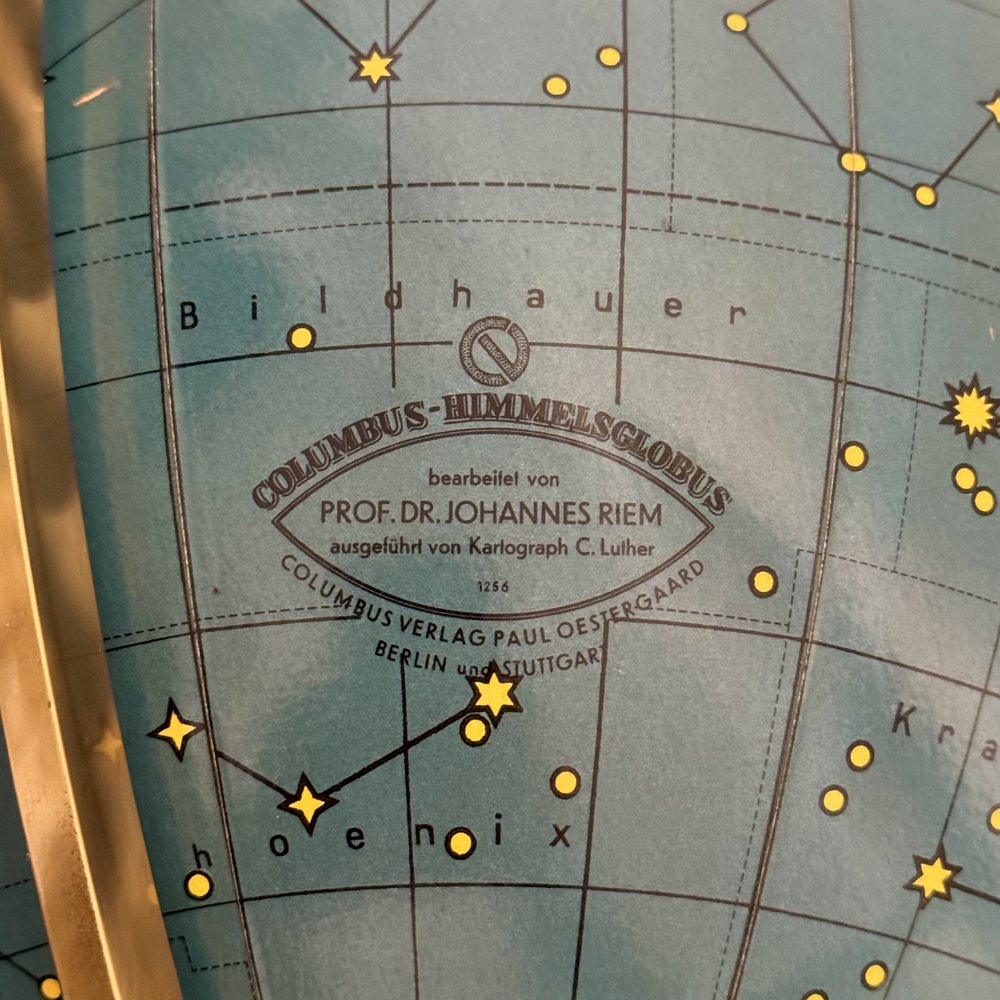 Bildhauer
COLUMBUS-HIMMELSGLOBUS
bearbeitet von
PROF. DR. JOHANNES RIEM
ausgeführt von Kartograph C. Luther
1256
COLUMBUS VERLAG PAUL OESTERGAARD
BERLIN und STUTTGART
Kra
hoenix